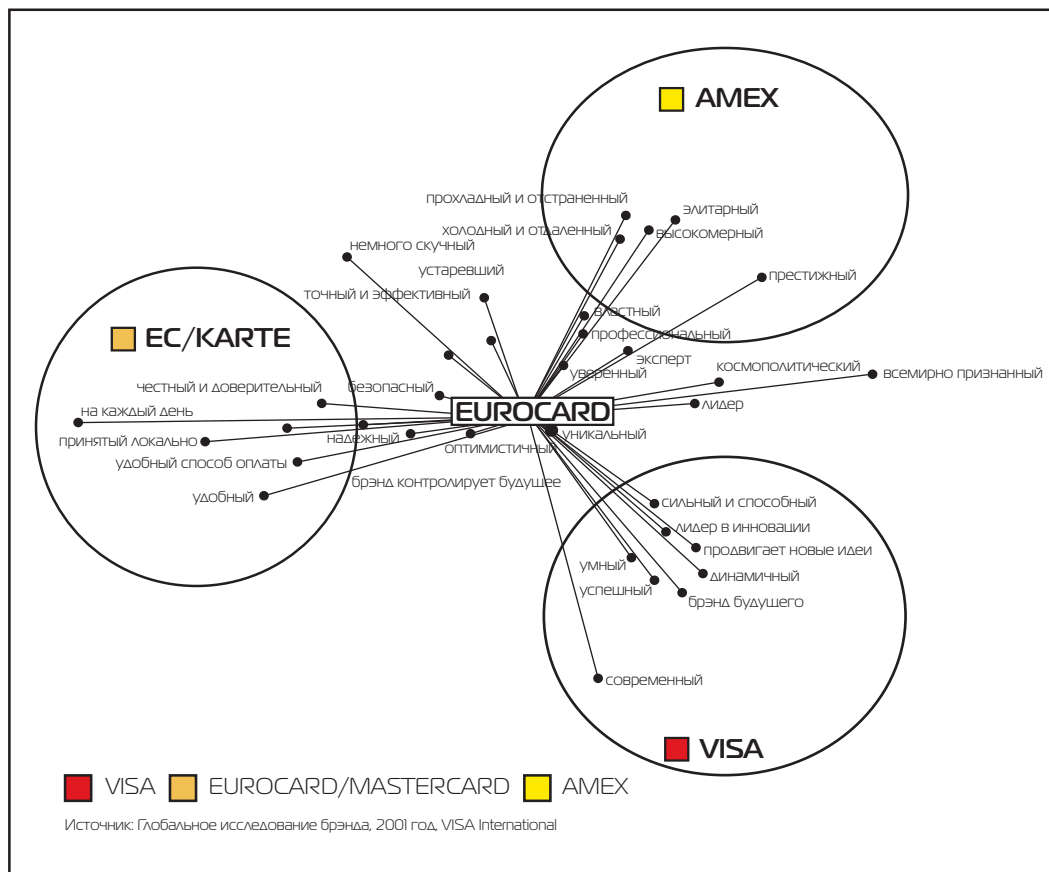 AMEX
прохладный и отстраненный
элитарный
холодный и отдаленный
высокомерный
немного скучный
устаревший
престижный
точный и эффективный
властный
EC/KARTE
профессиональный
эксперт
космополитический
уверенный
всемирно признанный
честный и доверительный
безопасный
на каждый день
EUROCARD
лидер
принятый локально
надежный
уникальный
оптимистичный
удобный способ оплаты
брэнд контролирует будущее
удобный
сильный и способный
лидер в инновации
продвигает новые идеи
умный
динамичный
успешный
брэнд будущего
современный
VISA
VISA
EUROCARD/MASTERCARD
AMEX
Источник: Глобальное исследование брэнда, 2001 год, VISA International